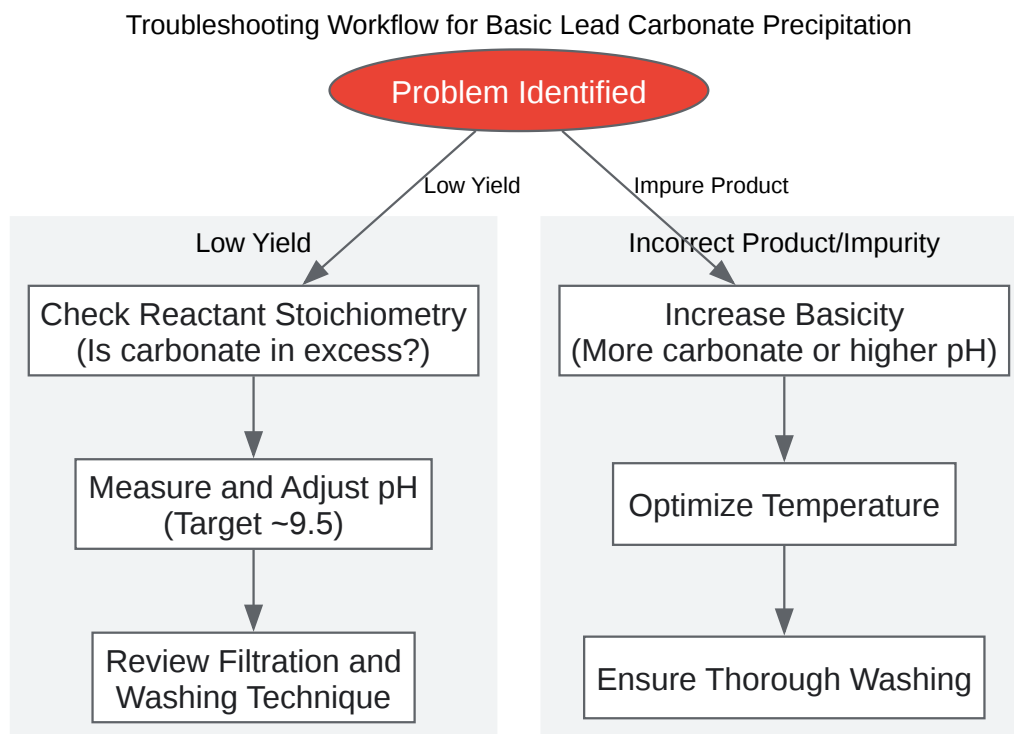 Troubleshooting Workflow for Basic Lead Carbonate Precipitation
Problem Identified
Low Yield
Impure Product
Low Yield
Check Reactant Stoichiometry
(Is carbonate in excess?)
Measure and Adjust pH
(Target ~9.5)
Review Filtration and
Washing Technique
Incorrect Product/Impurity
Increase Basicity
(More carbonate or higher pH)
Optimize Temperature
Ensure Thorough Washing